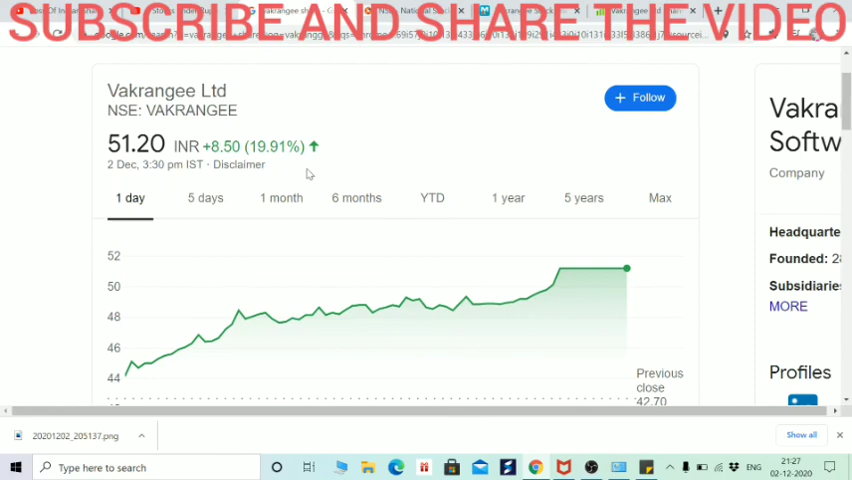 SUBSCRIBE AND SHARE THE VIDEO
Vakrangee Ltd
NSE: VAKRANGEE
Follow
51.20 INR +8.50 (19.91%)
2 Dec, 3:30 pm IST · Disclaimer
1 day 5 days 1 month 6 months YTD 1 year 5 years Max
52
50
48
46
44
Previous
close
42.70
Vakra
Softw
Company
Headquarte
Founded: 2
Subsidiarie
MORE
Profiles
20201202_205137.png
Show all
Type here to search
ENG
21:27
02-12-2020